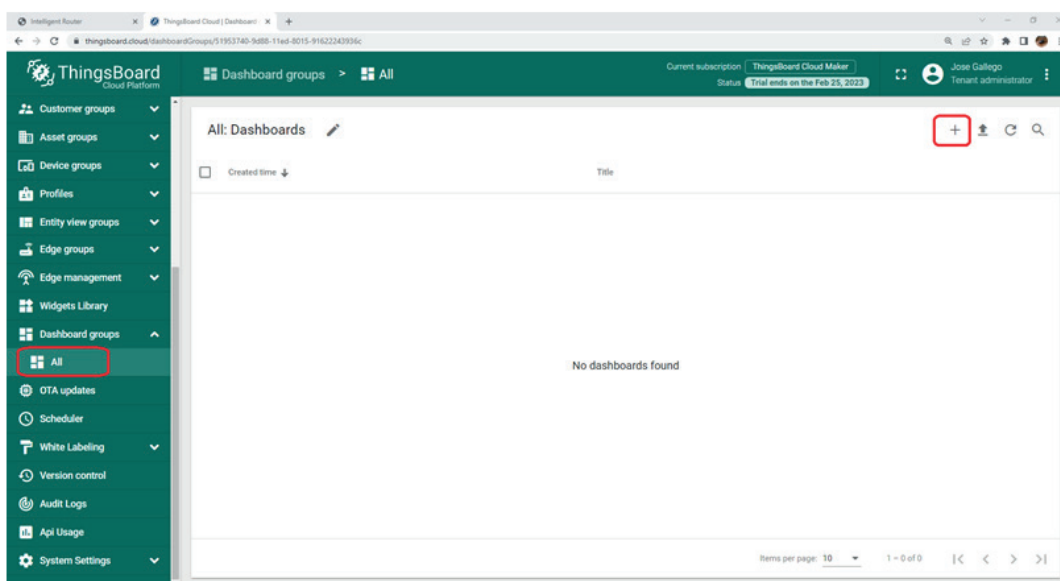 Intelligent Router
ThingsBoard Cloud | Dashboard
thingsboard.cloud/dashboardGroups/51953740-9d88-11ed-8015-91622243936c
ThingsBoard
Cloud Platform
Dashboard groups > All
Current subscription ThingsBoard Cloud Maker
Status Trial ends on the Feb 25, 2023
Jose Gallego
Tenant administrator
Customer groups
Asset groups
Device groups
Profiles
Entity view groups
Edge groups
Edge management
Widgets Library
Dashboard groups
All
OTA updates
Scheduler
White Labeling
Version control
Audit Logs
Api Usage
System Settings
All: Dashboards
Created time
Title
No dashboards found
Items per page: 10
1 – 0 of 0